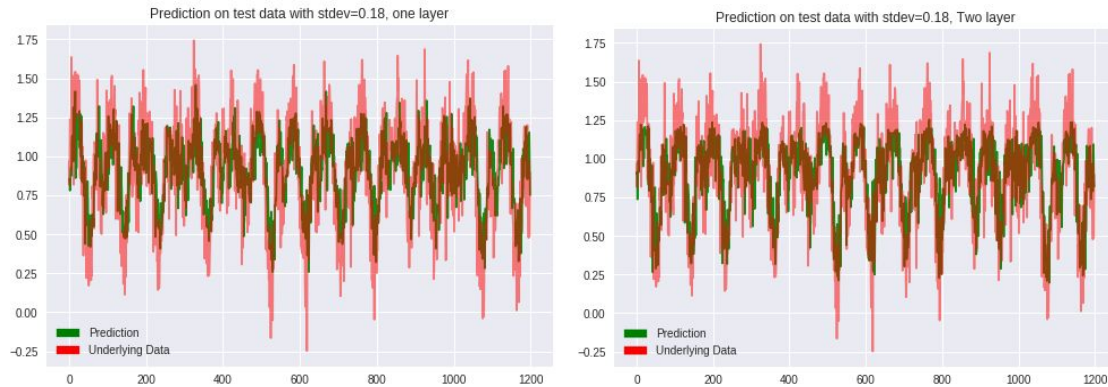 Prediction on test data with stdev=0.18, one layer
1.75
1.50
1.25
1.00
0.75
0.50
0.25
0.00
−0.25
Prediction
Underlying Data
0 200 400 600 800 1000 1200
Prediction on test data with stdev=0.18, Two layer
1.75
1.50
1.25
1.00
0.75
0.50
0.25
0.00
−0.25
Prediction
Underlying Data
0 200 400 600 800 1000 1200